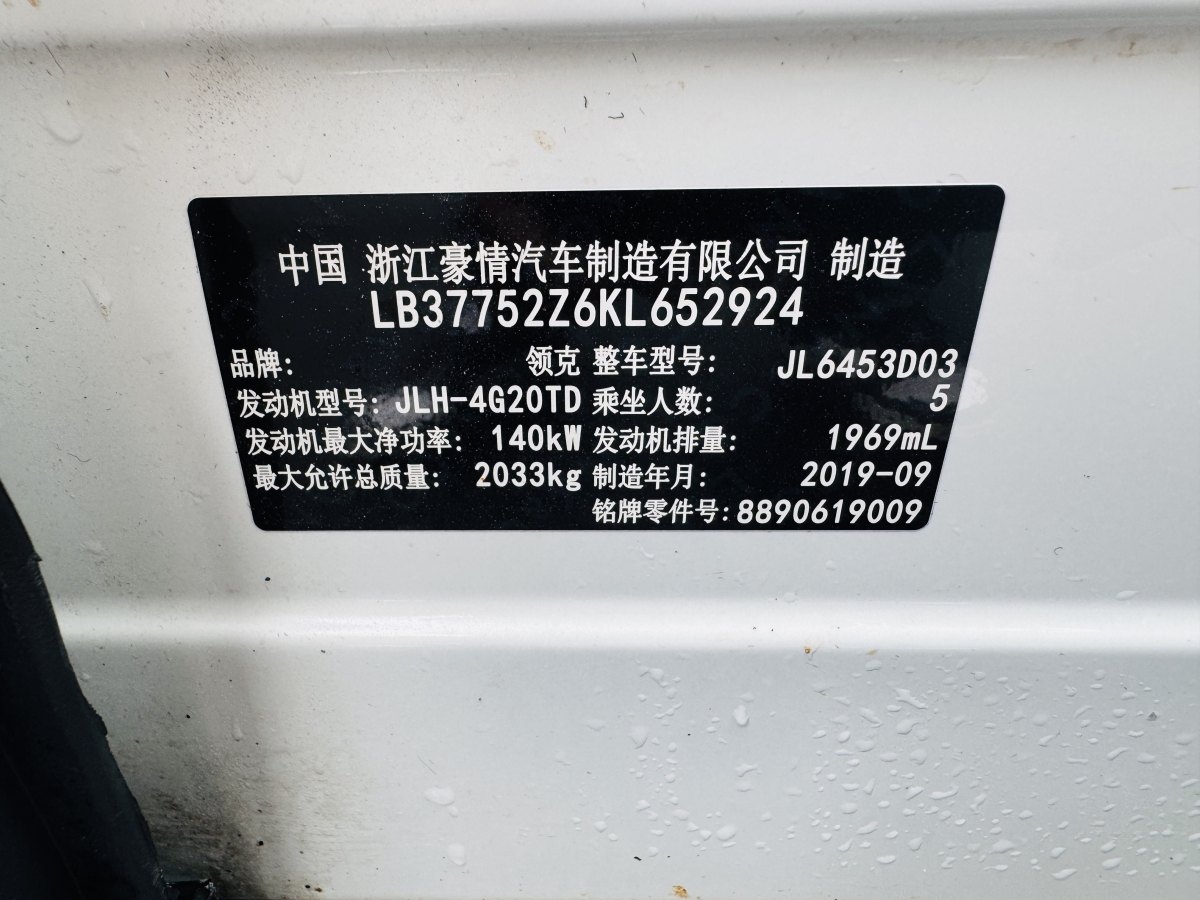 中国 浙江豪情汽车制造有限公司 制造
LB37752Z6KL652924
品牌: 领克 整车型号: JL6453D03
发动机型号: JLH-4G20TD 乘坐人数: 5
发动机最大净功率: 140kW 发动机排量: 1969mL
最大允许总质量: 2033kg 制造年月: 2019-09
铭牌零件号: 8890619009